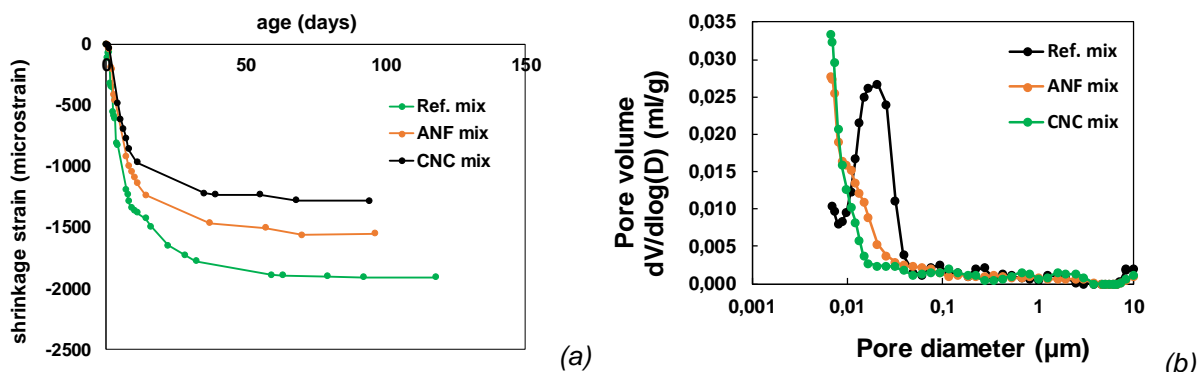 age (days)
0 50 100 150
0
-500
-1000
-1500
-2000
-2500
shrinkage strain (microstrain)
Ref. mix
ANF mix
CNC mix
(a)
0,035
0,030
0,025
0,020
0,015
0,010
0,005
0,000
Pore volume
dV/dlog(D) (ml/g)
Ref. mix
ANF mix
CNC mix
0,001 0,01 0,1 1 10
Pore diameter (µm)
(b)